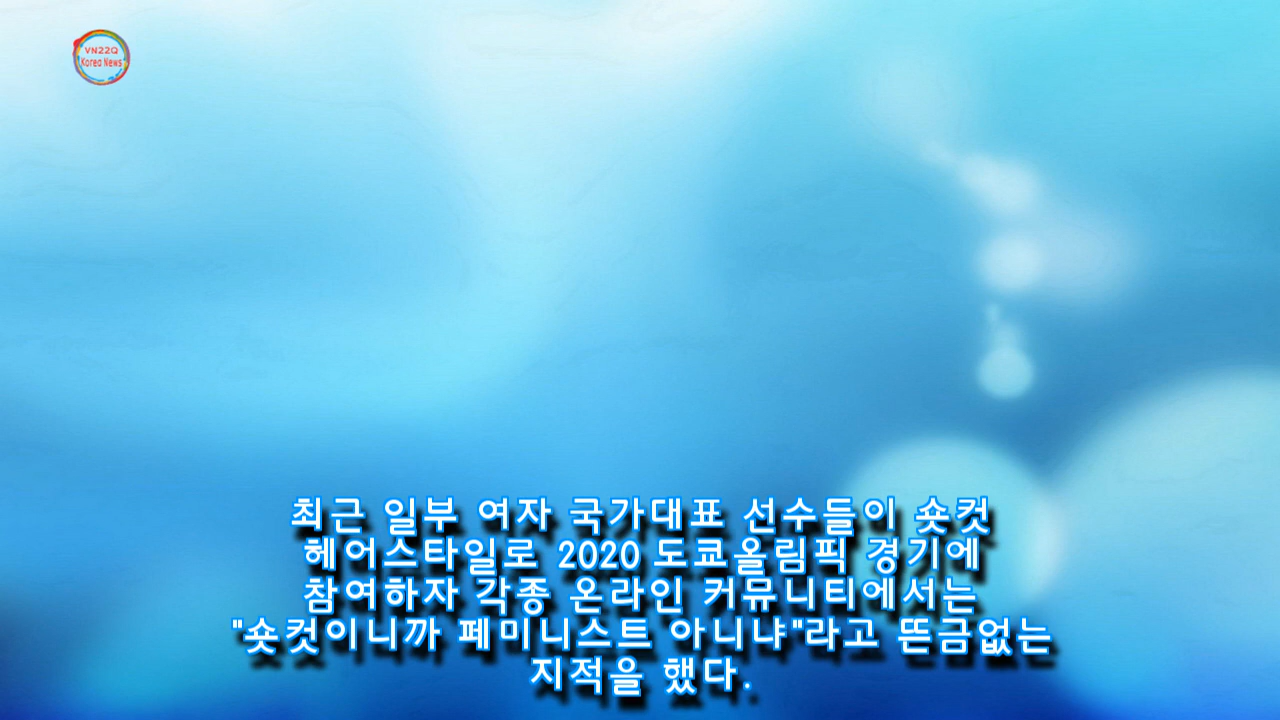 VN22Q
Korea News
최근 일부 여자 국가대표 선수들이 숏컷
헤어스타일로 2020 도쿄올림픽 경기에
참여하자 각종 온라인 커뮤니티에서는
"숏컷이니까 페미니스트 아니냐"라고 뜬금없는
지적을 했다.